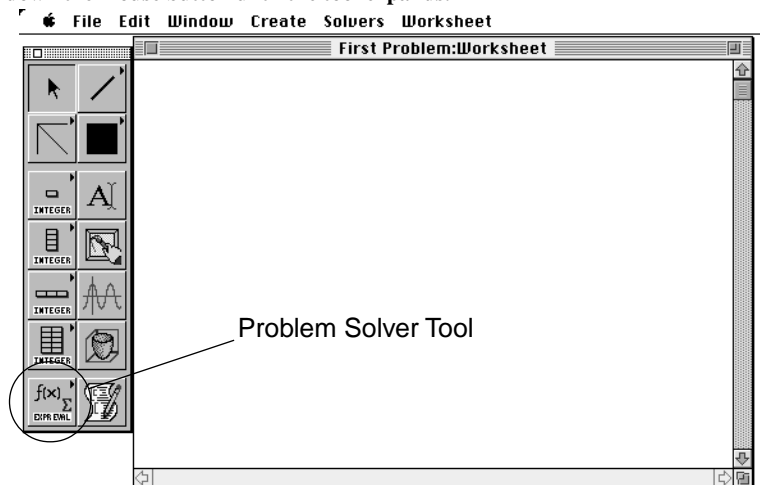 File Edit Window Create Solvers Worksheet
First Problem:Worksheet
INTEGER
A
INTEGER
INTEGER
INTEGER
Problem Solver Tool
f(x) Σ
EXPR EVAL